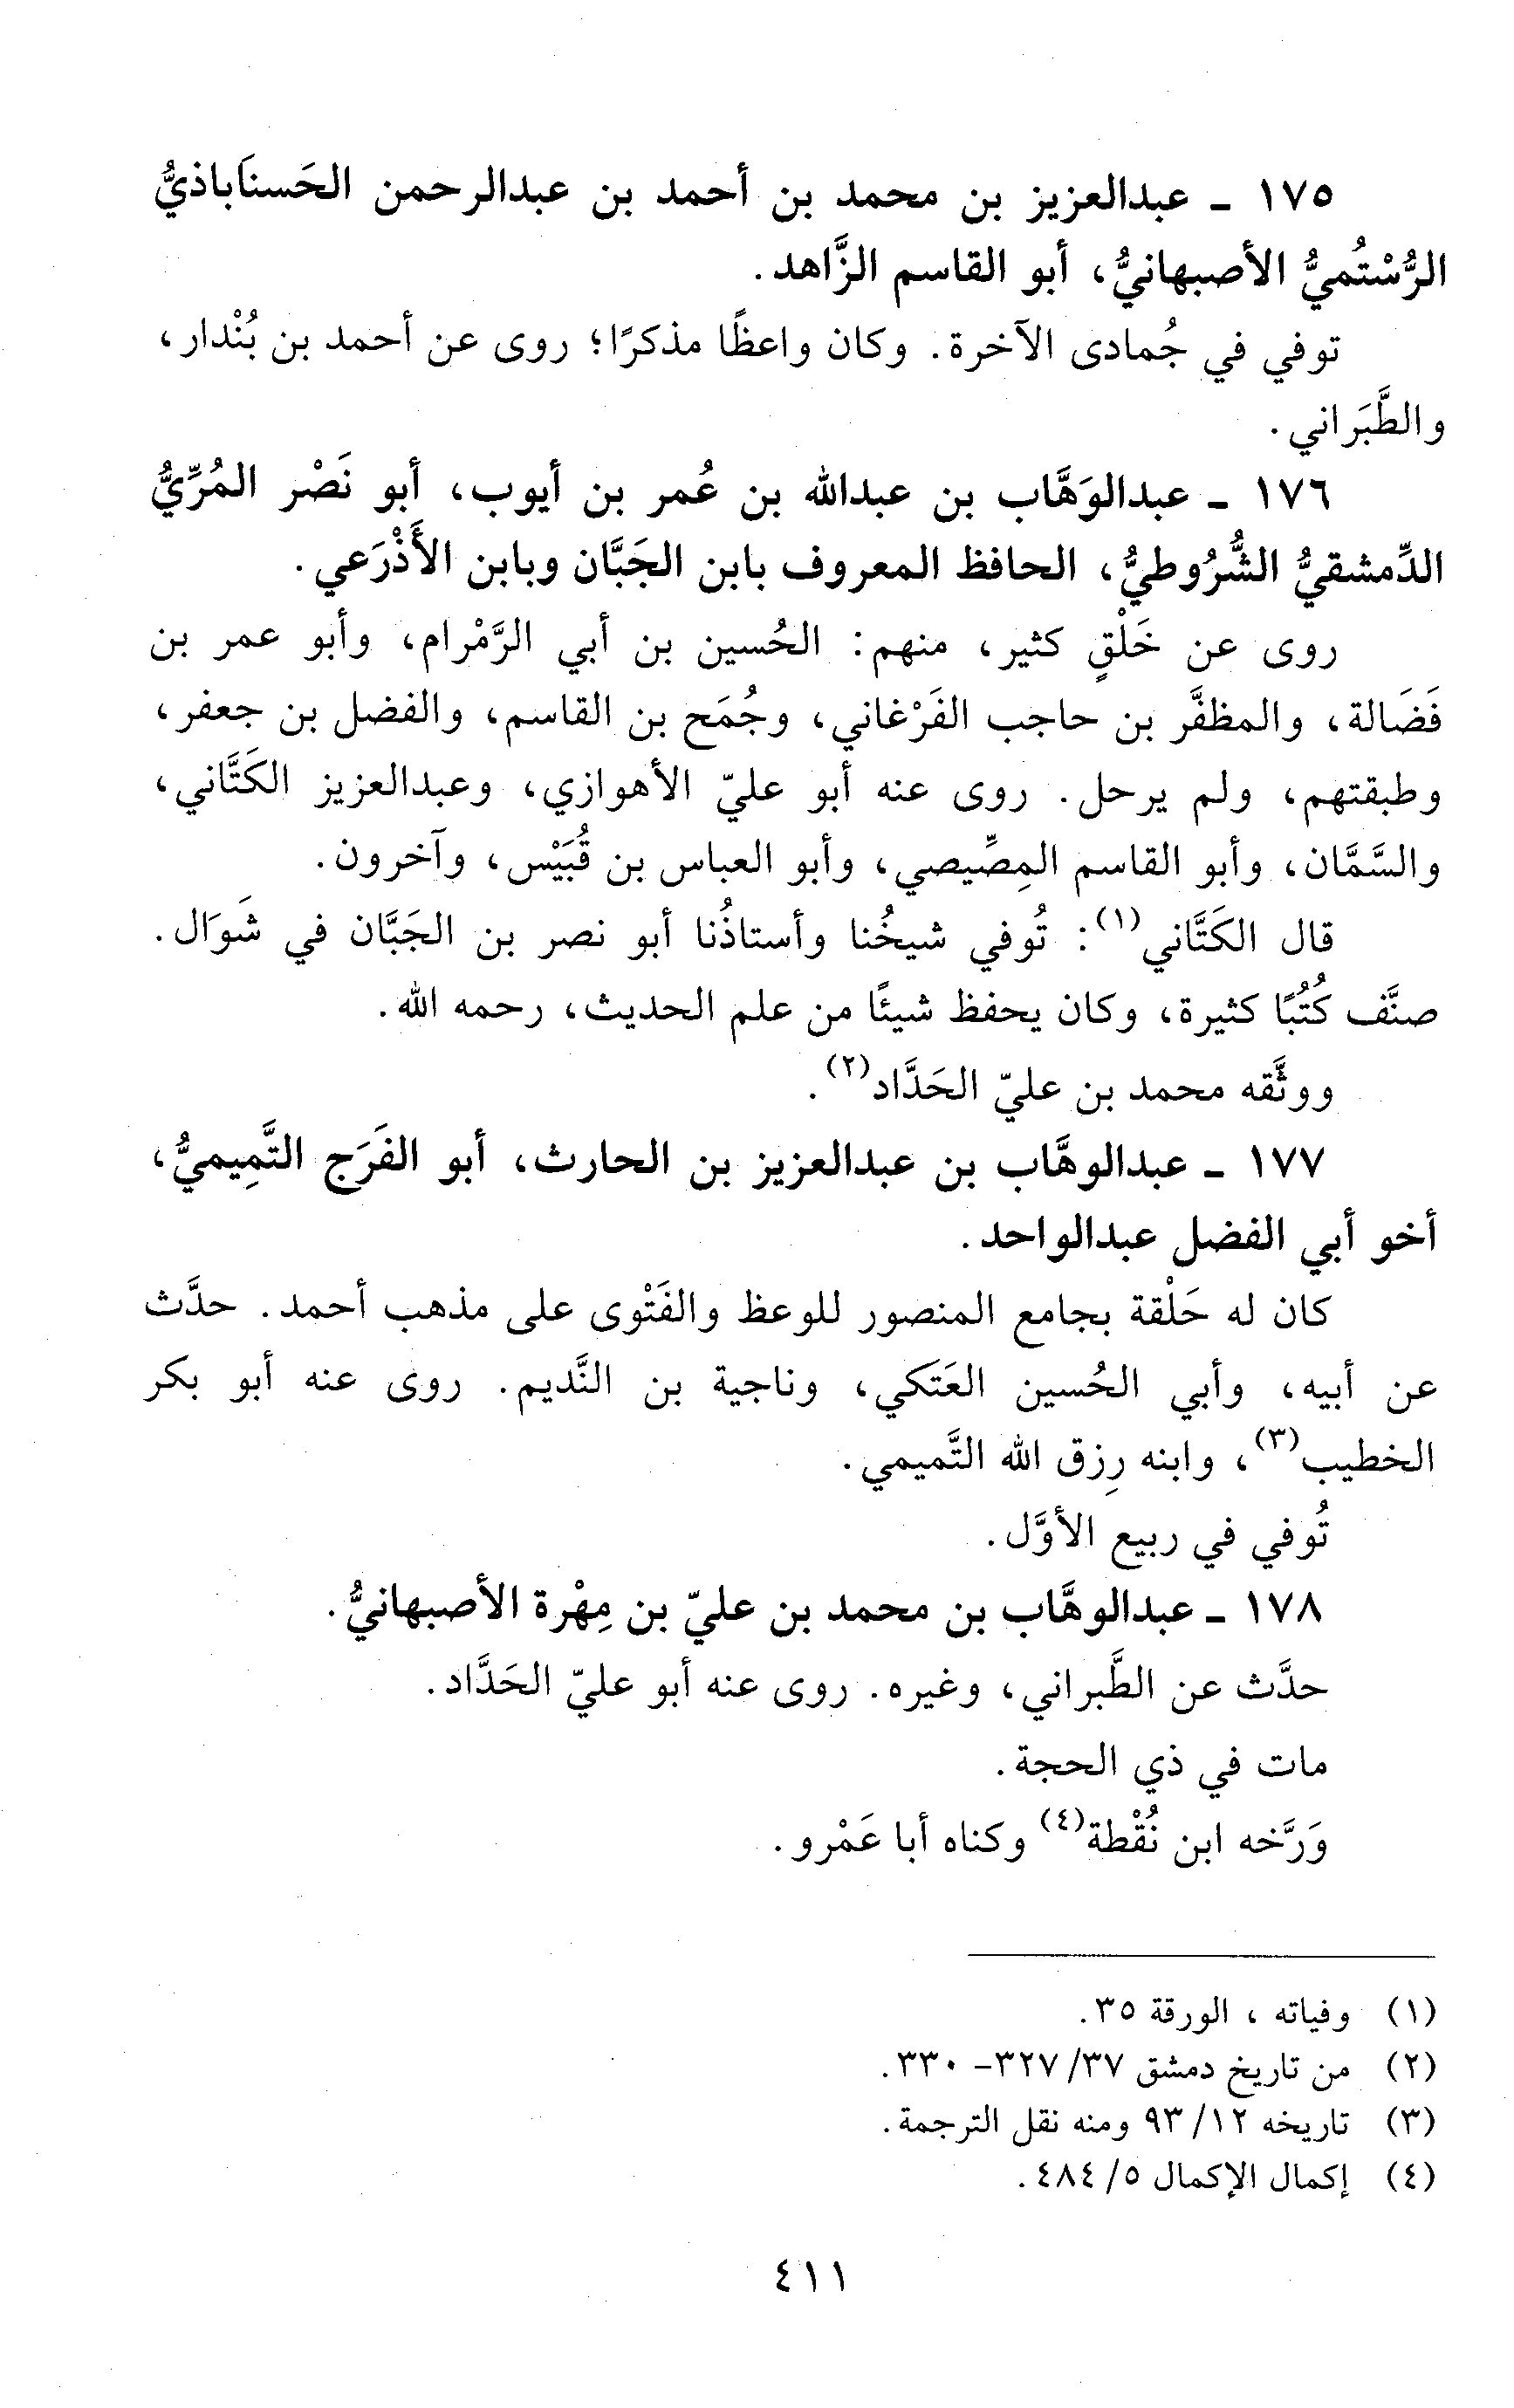 ١٧٥ - عبدالعزيز بن محمد بن أحمد بن عبدالرحمن الحَسنَاباذيُّ
الرُّسْتُميُّ الأصبهانيُّ، أبو القاسم الزَّاهد.
توفي في جُمادى الآخرة. وكان واعظًا مذكرًا؛ روى عن أحمد بن بُنْدار،
والطَّبَراني.
١٧٦ - عبدالوَهَّاب بن عبدالله بن عُمر بن أيوب، أبو نَصْر المُرِّيُّ
الدِّمشقيُّ الشُّرُوطيُّ، الحافظ المعروف بابن الجَبَّان وبابن الأَذْرَعي.
روى عن خَلْقٍ كثير، منهم: الحُسين بن أبي الرَّمْرام، وأبو عمر بن
فَضَالة، والمظفَّر بن حاجب الفَرْغاني، وجُمَح بن القاسم، والفضل بن جعفر،
وطبقتهم، ولم يرحل. روى عنه أبو عليّ الأهوازي، وعبدالعزيز الكَتَّاني،
والسَّمَّان، وأبو القاسم المِصِّيصي، وأبو العباس بن قُبَيْس، وآخرون.
قال الكَتَّاني(١): تُوفي شيخُنا وأستاذُنا أبو نصر بن الجَبَّان في شَوال.
صنَّف كُتُبًا كثيرة، وكان يحفظ شيئًا من علم الحديث، رحمه الله.
ووثَّقه محمد بن عليّ الحَدَّاد(٢).
١٧٧ - عبدالوهَّاب بن عبدالعزيز بن الحارث، أبو الفَرَج التَّمِيميُّ،
أخو أبي الفضل عبدالواحد.
كان له حَلْقة بجامع المنصور للوعظ والفَتْوى على مذهب أحمد. حدَّث
عن أبيه، وأبي الحُسين العَتَكي، وناجية بن النَّديم. روى عنه أبو بكر
الخطيب(٣)، وابنه رِزق الله التَّميمي.
تُوفي في ربيع الأوَّل.
١٧٨ - عبدالوهَّاب بن محمد بن عليّ بن مِهْرة الأصبهانيُّ.
حدَّث عن الطَّبراني، وغيره. روى عنه أبو عليّ الحَدَّاد.
مات في ذي الحجة.
وَرَّخه ابن نُقْطة(٤) وكناه أبا عَمْرو.
(١) وفياته ، الورقة ٣٥.
(٢) من تاريخ دمشق ٣٧/ ٣٢٧- ٣٣٠.
(٣) تاريخه ١٢/ ٩٣ ومنه نقل الترجمة.
(٤) إكمال الإكمال ٥/ ٤٨٤.
٤١١